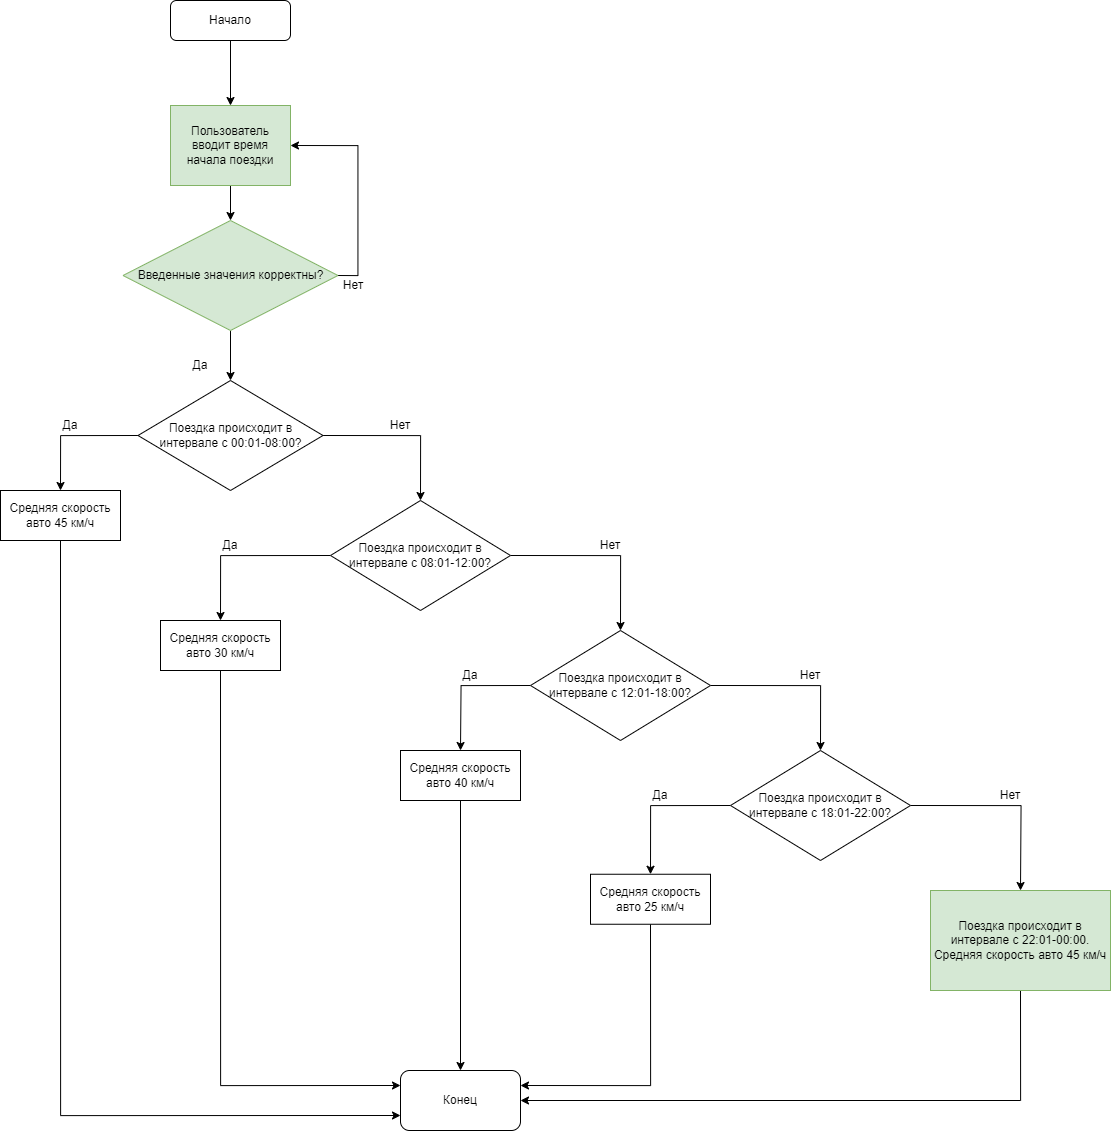 Начало
Пользователь
вводит время
начала поездки
Введенные значения корректны?
Нет
Да
Да
Поездка происходит в
интервале с 00:01-08:00?
Нет
Средняя скорость
авто 45 км/ч
Да
Поездка происходит в
интервале с 08:01-12:00?
Нет
Средняя скорость
авто 30 км/ч
Да
Поездка происходит в
интервале с 12:01-18:00?
Нет
Средняя скорость
авто 40 км/ч
Да
Поездка происходит в
интервале с 18:01-22:00?
Нет
Средняя скорость
авто 25 км/ч
Поездка происходит в
интервале с 22:01-00:00.
Средняя скорость авто 45 км/ч
Конец